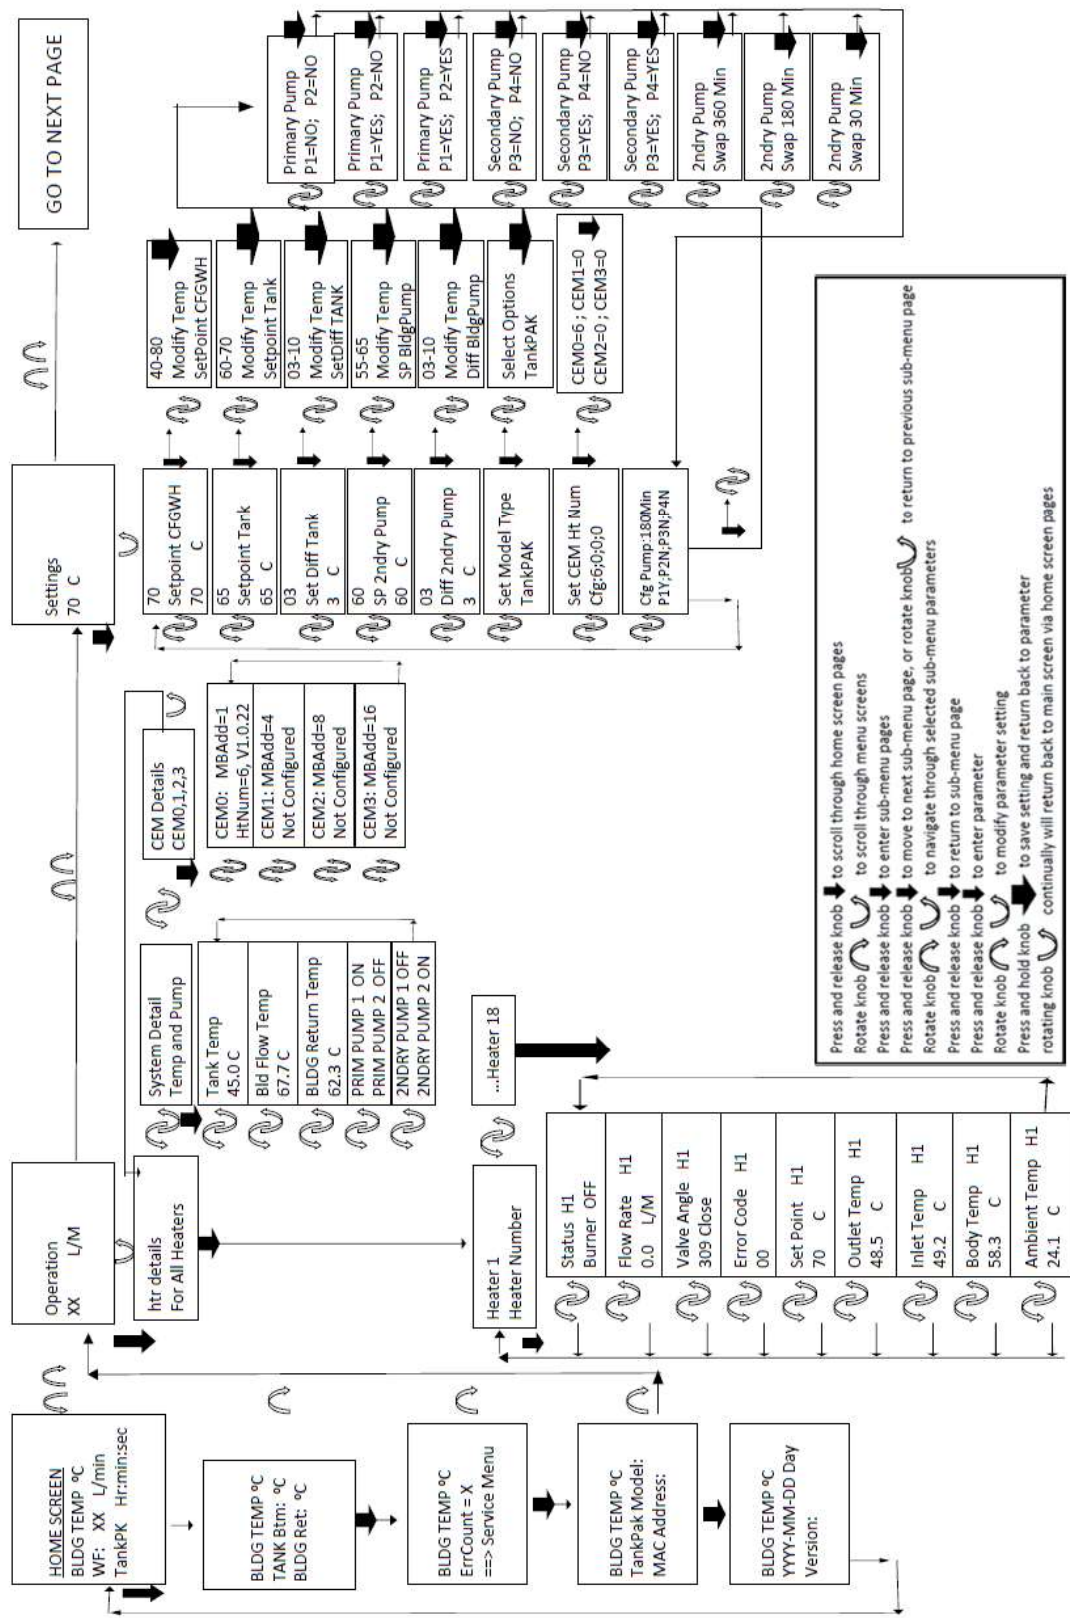 HOME SCREEN
BLDG TEMP ºC
WF: XX L/min
TankPK Hr:min:sec
BLDG TEMP ºC
TANK Btm: ºC
BLDG Ret: ºC
BLDG TEMP ºC
ErrCount = X
==> Service Menu
BLDG TEMP ºC
TankPak Model:
MAC Address:
BLDG TEMP ºC
YYYY-MM-DD Day
Version:
Operation
XX L/M
htr details
For All Heaters
System Detail
Temp and Pump
Tank Temp
45.0 C
Bld Flow Temp
67.7 C
BLDG Return Temp
62.3 C
PRIM PUMP 1 ON
PRIM PUMP 2 OFF
2NDRY PUMP 1 OFF
2NDRY PUMP 2 ON
CEM Details
CEM0,1,2,3
CEM0: MBAdd=1
HtNum=6, V1.0.22
CEM1: MBAdd=4
Not Configured
CEM2: MBAdd=8
Not Configured
CEM3: MBAdd=16
Not Configured
Heater 1
Heater Number
...Heater 18
Status H1
Burner OFF
Flow Rate H1
0.0 L/M
Valve Angle H1
309 Close
Error Code H1
00
Set Point H1
70 C
Outlet Temp H1
48.5 C
Inlet Temp H1
49.2 C
Body Temp H1
58.3 C
Ambient Temp H1
24.1 C
Settings
70 C
70
Setpoint CFGWH
70 C
65
Setpoint Tank
65 C
03
Set Diff Tank
3 C
60
SP 2ndry Pump
60 C
03
Diff 2ndry Pump
3 C
Set Model Type
TankPAK
Set CEM Ht Num
Cfg:6;0;0;0
Cfg Pump:180Min
P1Y;P2N;P3N;P4N
40-80
Modify Temp
SetPoint CFGWH
60-70
Modify Temp
Setpoint Tank
03-10
Modify Temp
SetDiff TANK
55-65
Modify Temp
SP BldgPump
03-10
Modify Temp
Diff BldgPump
Select Options
TankPAK
CEM0=6 ; CEM1=0
CEM2=0 ; CEM3=0
GO TO NEXT PAGE
Primary Pump
P1=NO; P2=NO
Primary Pump
P1=YES; P2=NO
Primary Pump
P1=YES; P2=YES
Secondary Pump
P3=NO; P4=NO
Secondary Pump
P3=YES; P4=NO
Secondary Pump
P3=YES; P4=YES
2ndry Pump
Swap 360 Min
2ndry Pump
Swap 180 Min
2ndry Pump
Swap 30 Min
Press and release knob to scroll through home screen pages
Rotate knob to scroll through menu screens
Press and release knob to enter sub-menu pages
Press and release knob to move to next sub-menu page, or rotate knob to return to previous sub-menu page
Rotate knob to navigate through selected sub-menu parameters
Press and release knob to return to sub-menu page
Press and release knob to enter parameter
Rotate knob to modify parameter setting
Press and hold knob to save setting and return back to parameter
rotating knob continually will return back to main screen via home screen pages